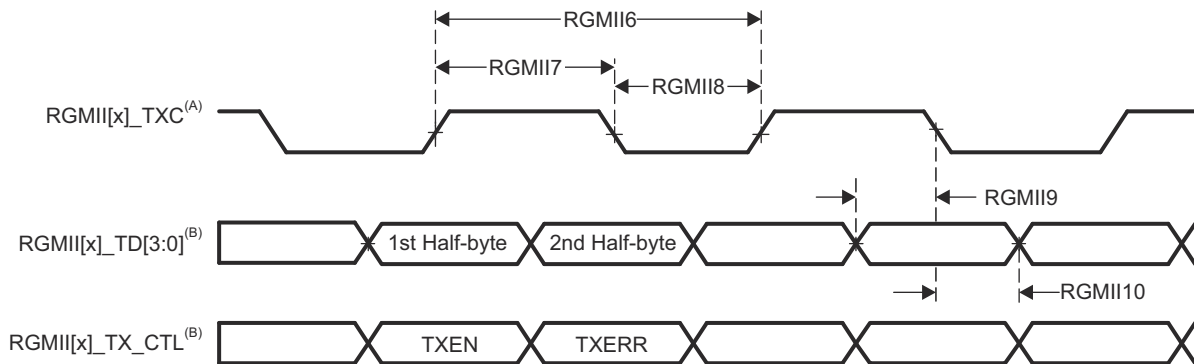 RGMII6
RGMII7
RGMII8
RGMII[x]_TXC(A)
RGMII9
RGMII[x]_TD[3:0](B)
1st Half-byte
2nd Half-byte
RGMII10
RGMII[x]_TX_CTL(B)
TXEN
TXERR